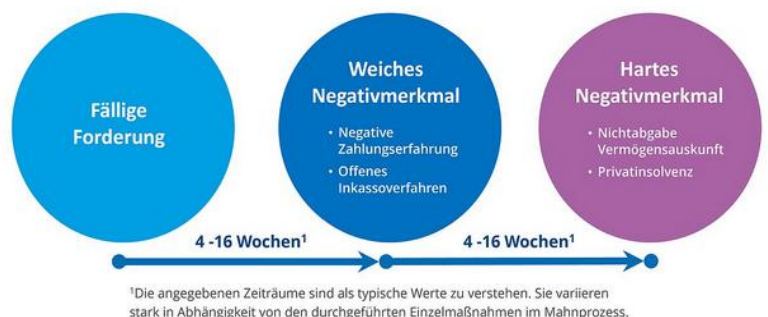 Fällige
Forderung
Weiches
Negativmerkmal
• Negative
Zahlungserfahrung
• Offenes
Inkassoverfahren
Hartes
Negativmerkmal
• Nichtabgabe
Vermögensauskunft
• Privatinsolvenz
4 -16 Wochen¹
4 -16 Wochen¹
¹Die angegebenen Zeiträume sind als typische Werte zu verstehen. Sie variieren
stark in Abhängigkeit von den durchgeführten Einzelmaßnahmen im Mahnprozess.